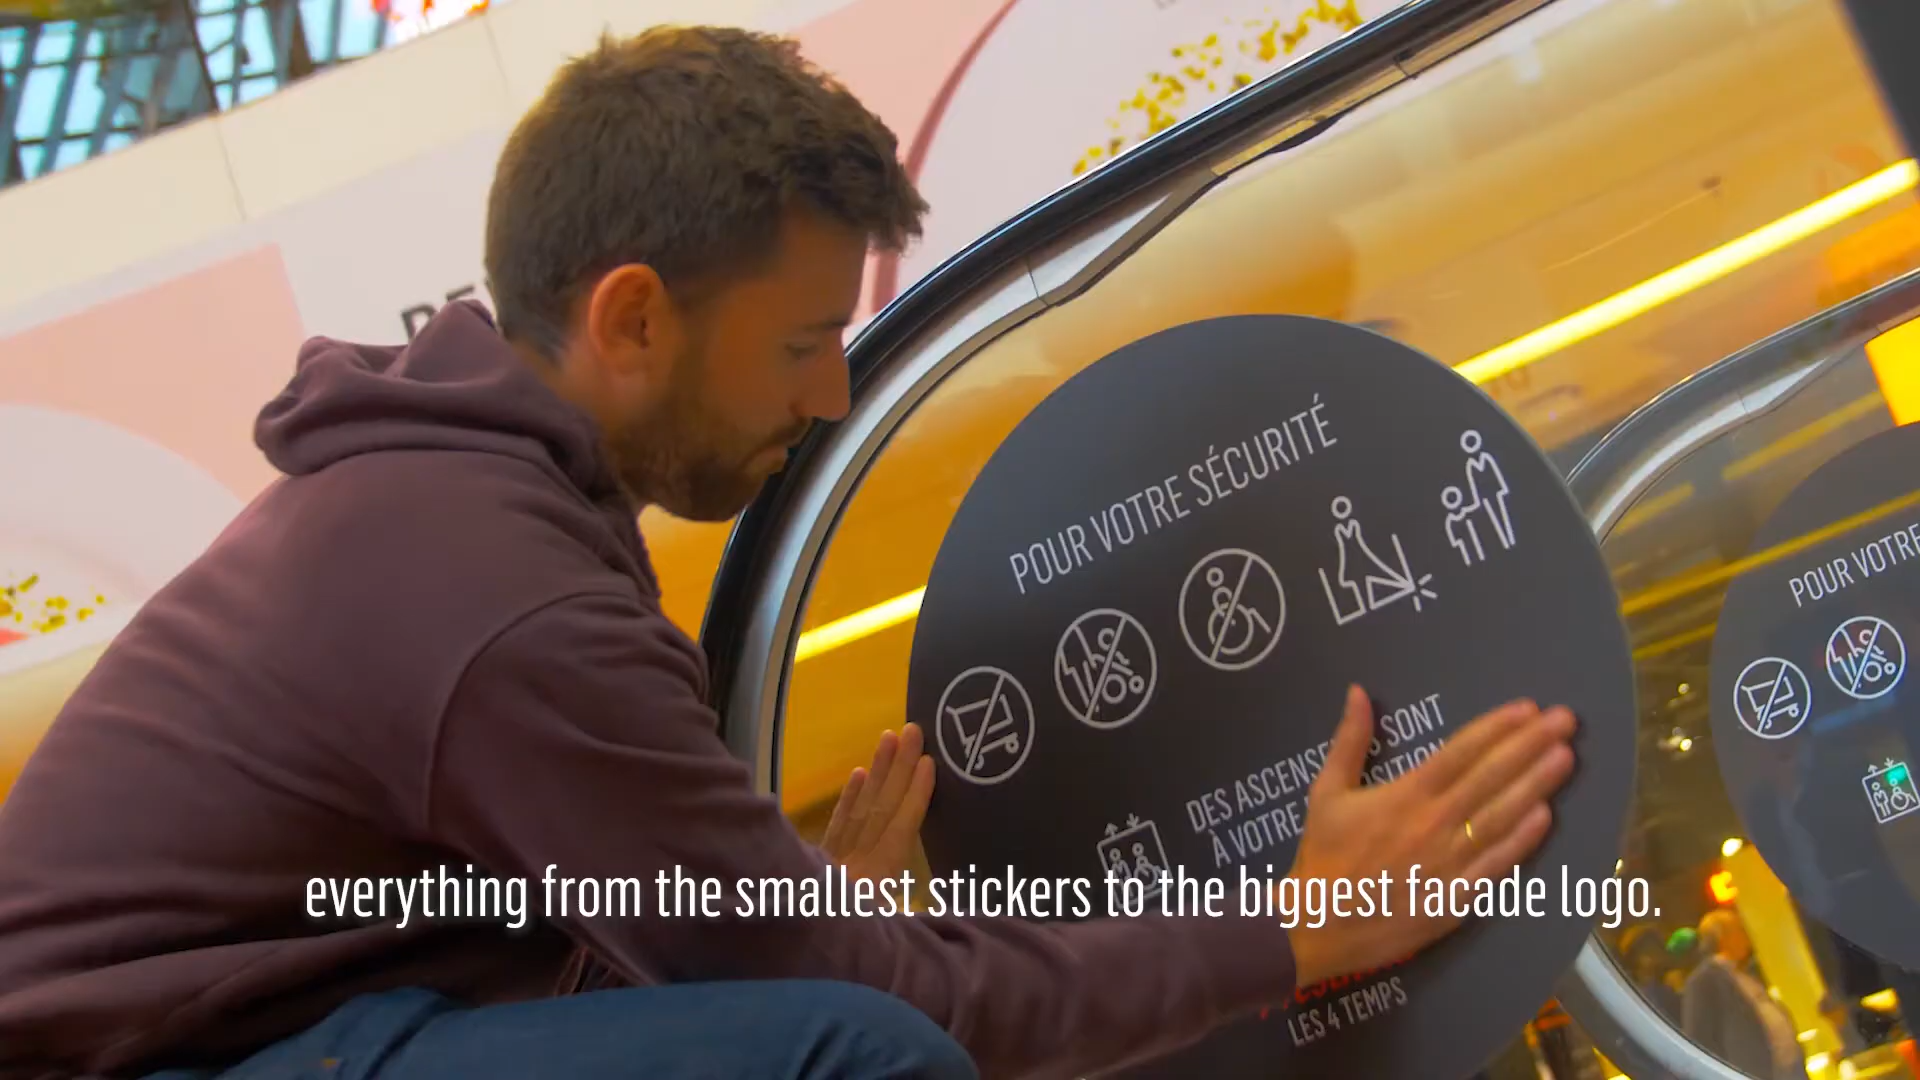 POUR VOTRE SÉCURITÉ
DES SONT
À VOTRE
LES 4 TEMPS
POUR VOTRE
everything from the smallest stickers to the biggest facade logo.